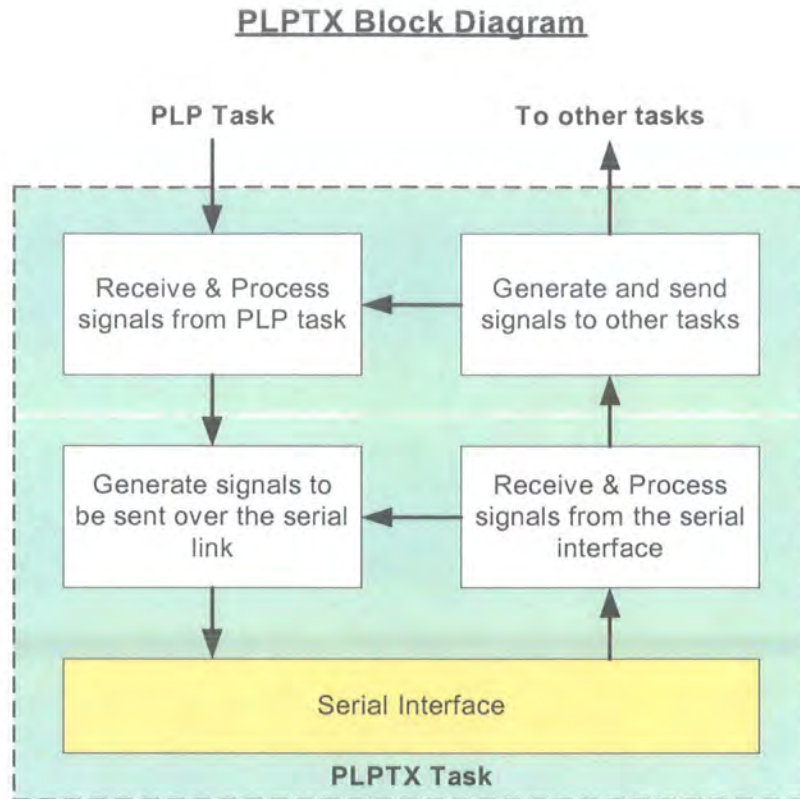 PLPTX Block Diagram
PLP Task
To other tasks
Receive & Process
signals from PLP task
Generate and send
signals to other tasks
Generate signals to
be sent over the serial
link
Receive & Process
signals from the serial
interface
Serial Interface
PLPTX Task